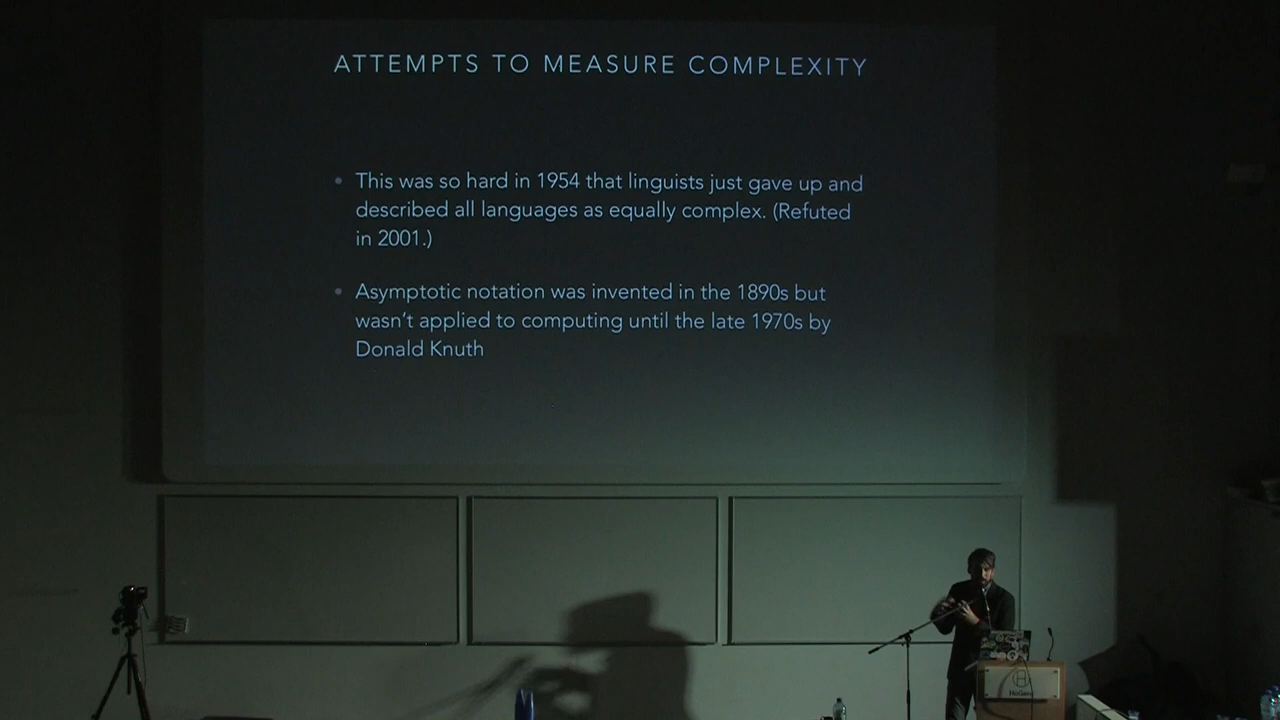 ATTEMPTS TO MEASURE COMPLEXITY
• This was so hard in 1954 that linguists just gave up and
described all languages as equally complex. (Refuted
in 2001.)
• Asymptotic notation was invented in the 1890s but
wasn't applied to computing until the late 1970s by
Donald Knuth
HoGent